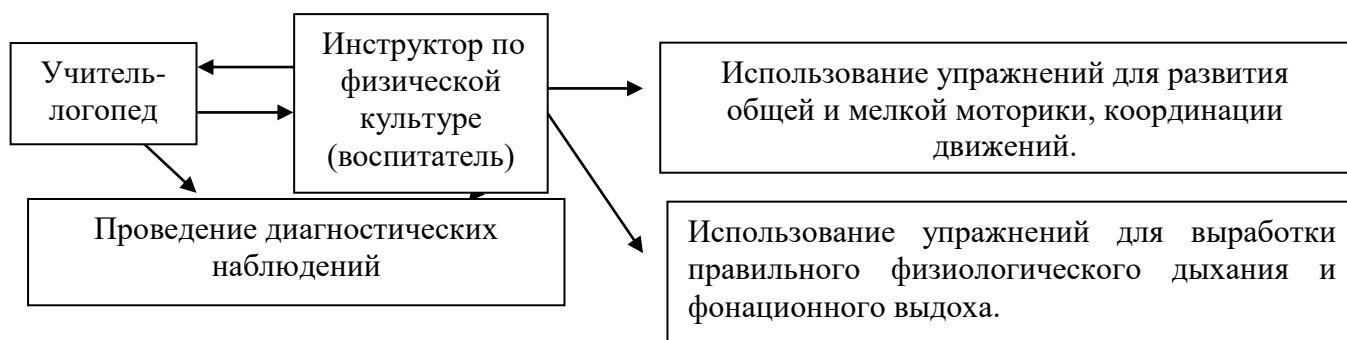 Учитель-
логопед
Инструктор по
физической
культуре
(воспитатель)
Использование упражнений для развития
общей и мелкой моторики, координации
движений.
Проведение диагностических
наблюдений
Использование упражнений для выработки
правильного физиологического дыхания и
фонационного выдоха.